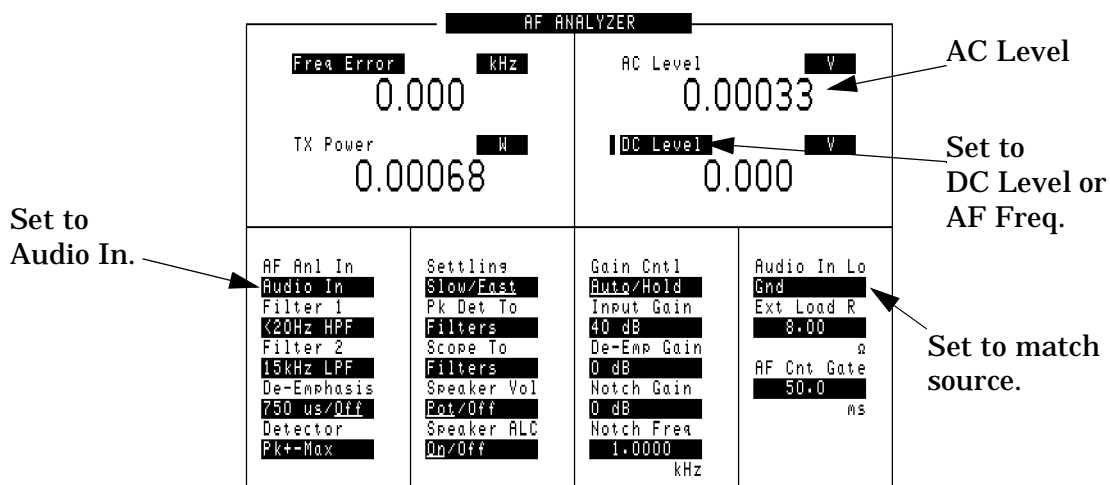 AF ANALYZER
Freq Error kHz
0.000
TX Power W
0.00068
AC Level V
0.00033
DC Level V
0.000
AC Level
Set to
DC Level or
AF Freq.
Set to
Audio In.
AF Anl In
Audio In
Filter 1
<20Hz HPF
Filter 2
15kHz LPF
De-Emphasis
750 us/Off
Detector
Pk+-Max
Settling
Slow/Fast
Pk Det To
Filters
Scope To
Filters
Speaker Vol
Pot/Off
Speaker ALC
On/Off
Gain Cntl
Auto/Hold
Input Gain
40 dB
De-Emp Gain
0 dB
Notch Gain
0 dB
Notch Freq
1.0000
kHz
Audio In Lo
Gnd
Ext Load R
8.00
Ω
AF Cnt Gate
50.0
ms
Set to match
source.